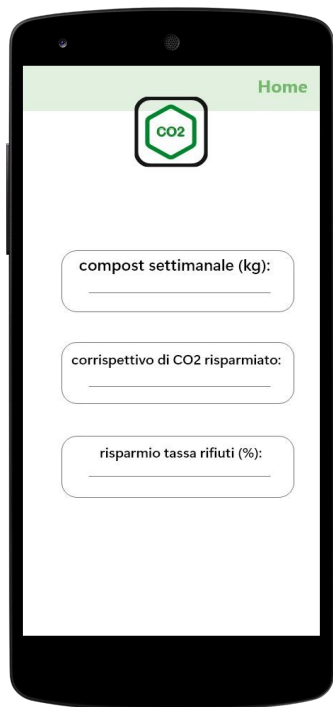 Home
CO2
compost settimanale (kg):
corrispettivo di CO2 risparmiato:
risparmio tassa rifiuti (%):